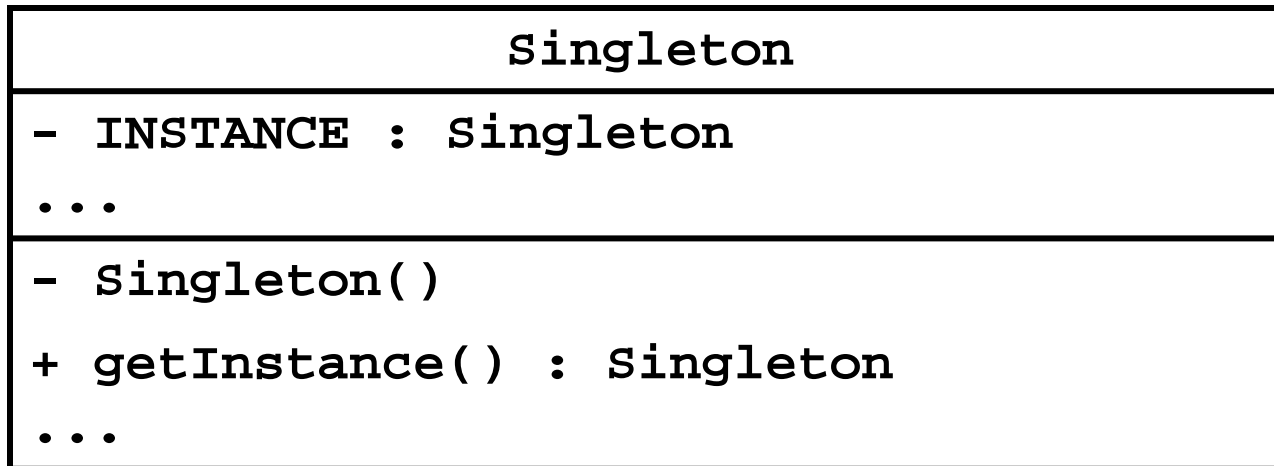 Singleton
- INSTANCE : Singleton
...
- Singleton()
+ getInstance() : Singleton
...